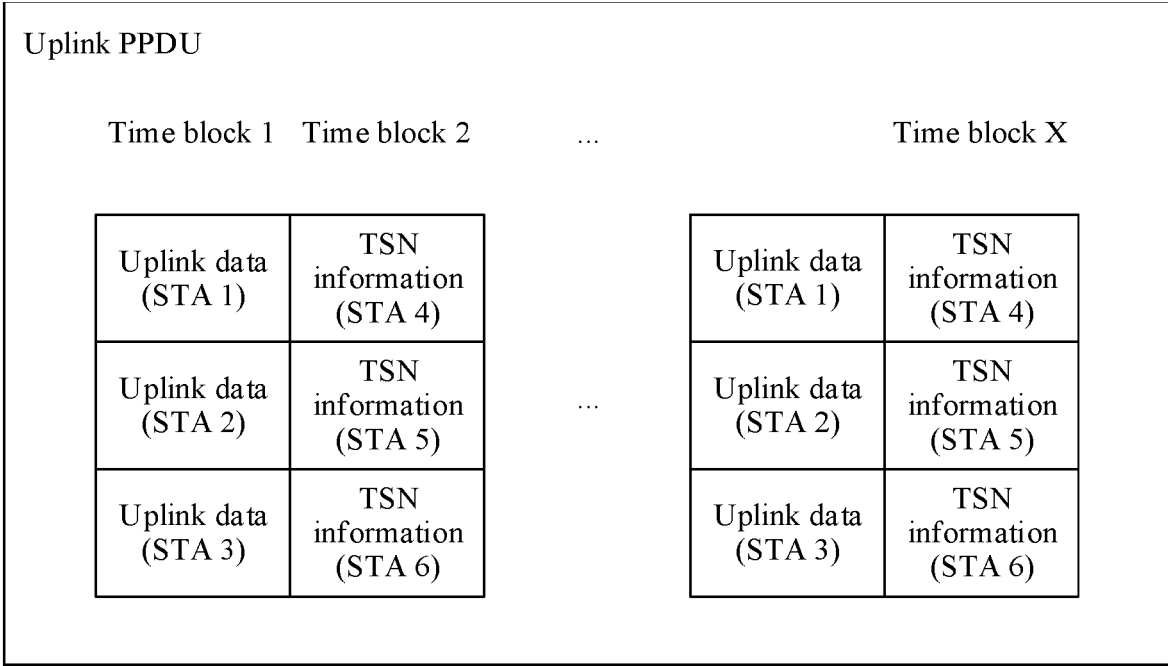 Uplink PPDU
Time block 1 Time block 2 ... Time block X
Uplink data
(STA 1)
TSN
information
(STA 4)
Uplink data
(STA 1)
TSN
information
(STA 4)
Uplink data
(STA 2)
TSN
information
(STA 5)
...
Uplink data
(STA 2)
TSN
information
(STA 5)
Uplink data
(STA 3)
TSN
information
(STA 6)
Uplink data
(STA 3)
TSN
information
(STA 6)